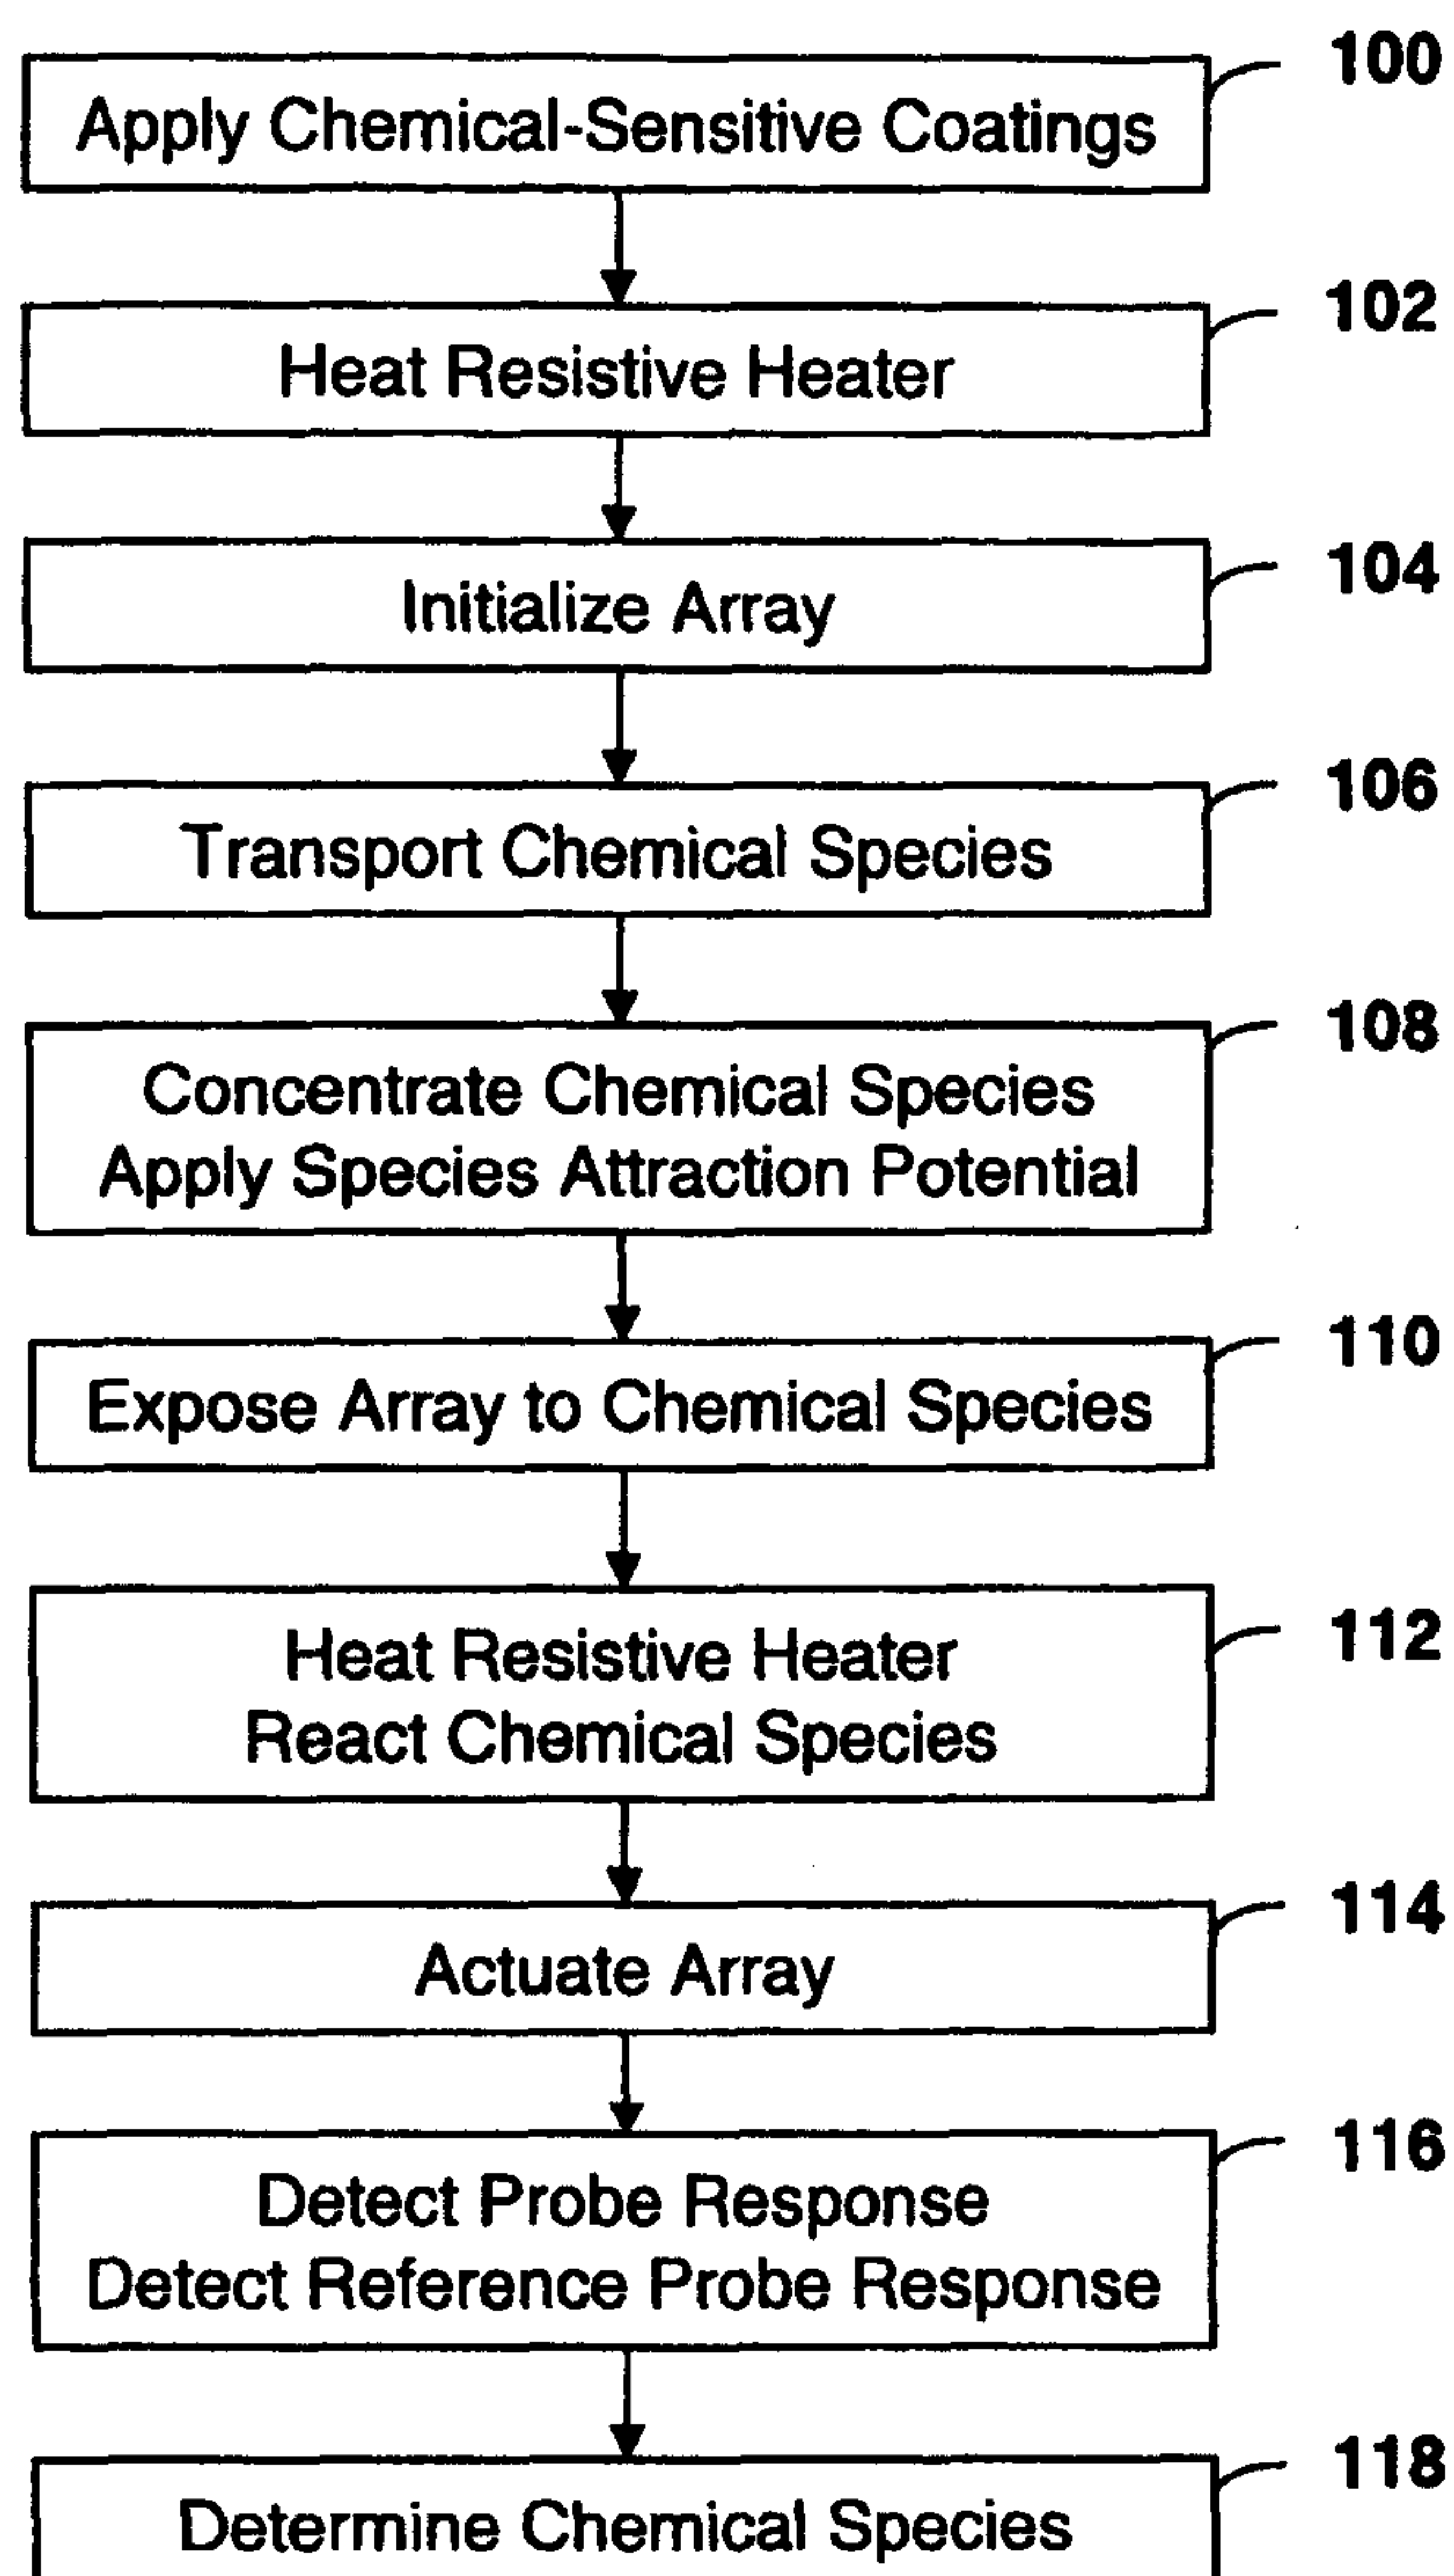 100
Apply Chemical-Sensitive Coatings
102
Heat Resistive Heater
104
Initialize Array
106
Transport Chemical Species
108
Concentrate Chemical Species
Apply Species Attraction Potential
110
Expose Array to Chemical Species
112
Heat Resistive Heater
React Chemical Species
114
Actuate Array
116
Detect Probe Response
Detect Reference Probe Response
118
Determine Chemical Species